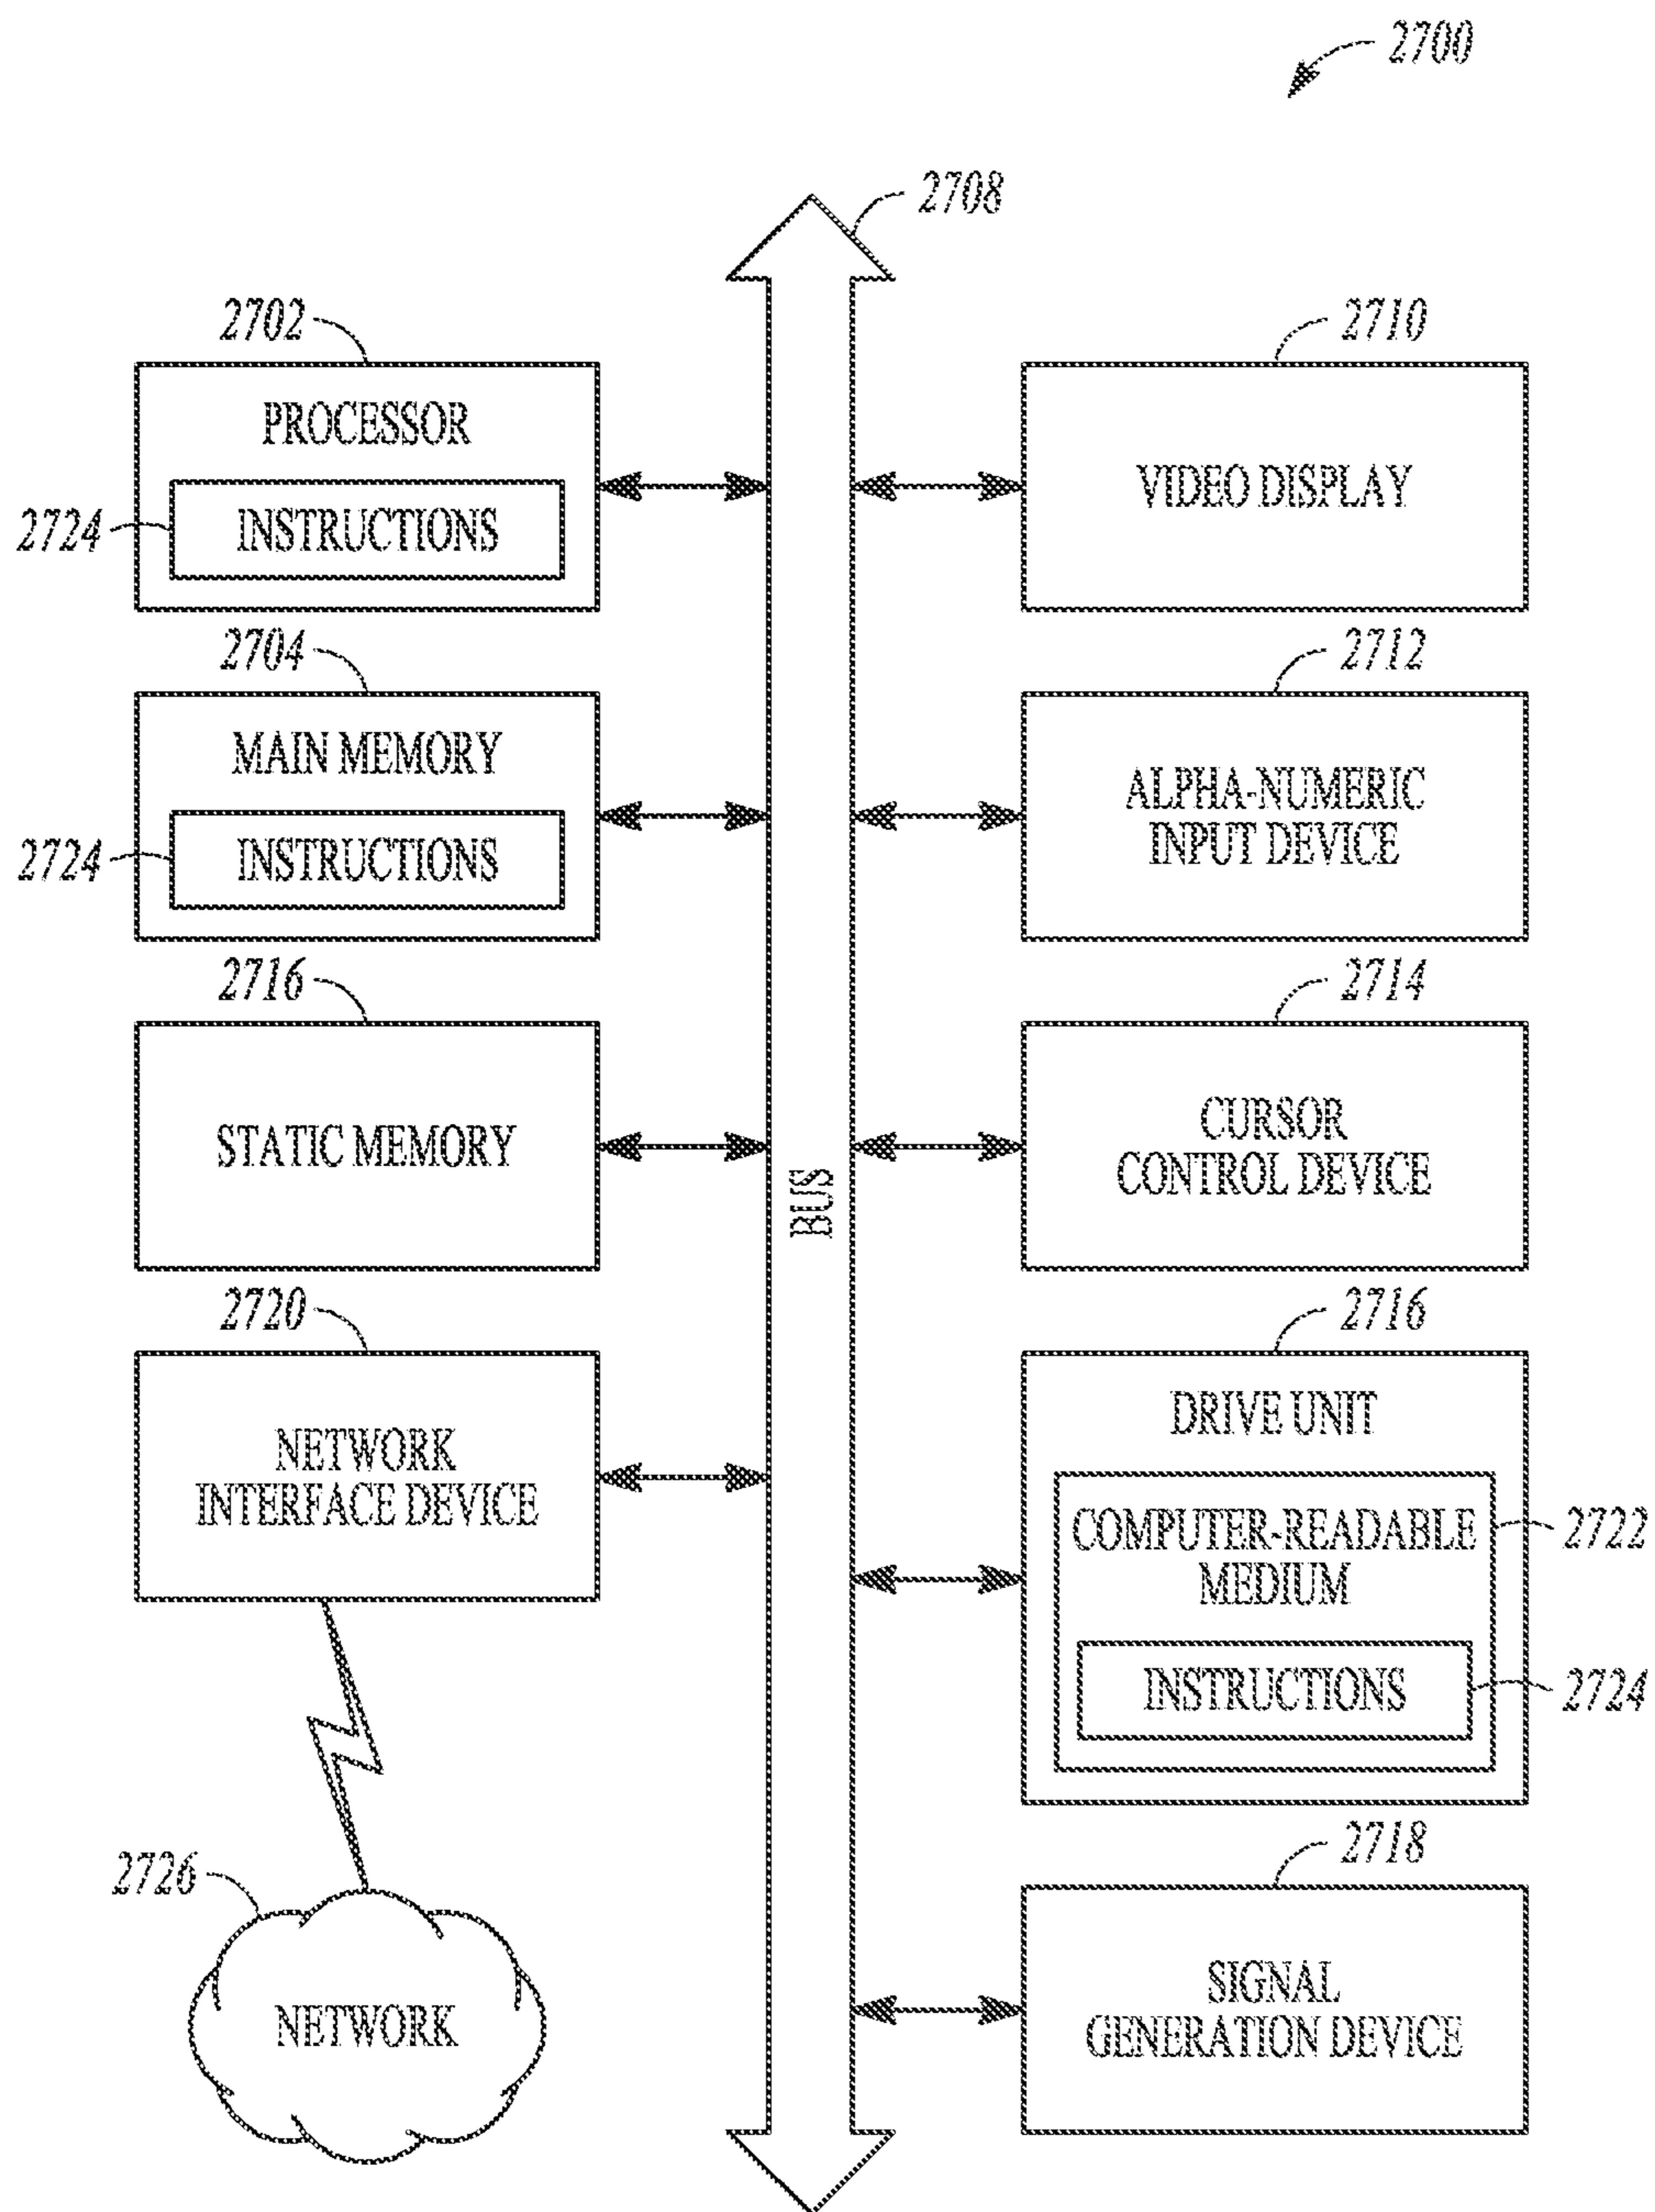 2700
2708
2702
PROCESSOR
2724
INSTRUCTIONS
2704
MAIN MEMORY
2724
INSTRUCTIONS
2716
STATIC MEMORY
2720
NETWORK
INTERFACE DEVICE
2726
NETWORK
BUS
2710
VIDEO DISPLAY
2712
ALPHA-NUMERIC
INPUT DEVICE
2714
CURSOR
CONTROL DEVICE
2716
DRIVE UNIT
COMPUTER-READABLE
MEDIUM
2722
INSTRUCTIONS
2724
2718
SIGNAL
GENERATION DEVICE